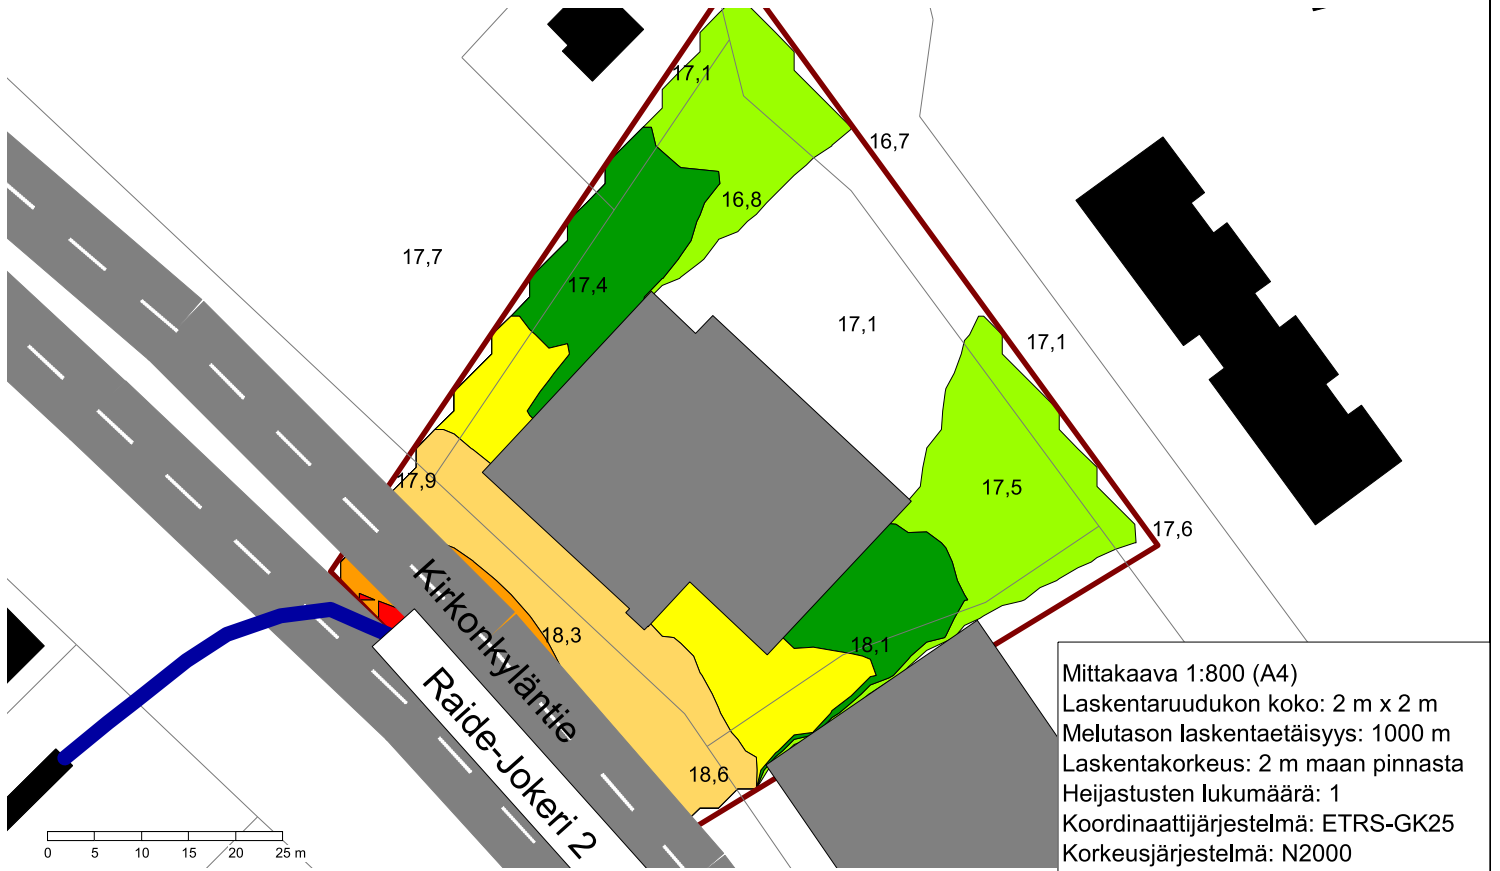 17,1
16,7
16,8
17,7
17,4
17,1
17,1
17,9
17,5
17,6
Kirkonkyläntie
18,3
18,1
Raide-Jokeri 2
18,6
Mittakaava 1:800 (A4)
Laskentaruudukon koko: 2 m x 2 m
Melutason laskentaetäisyys: 1000 m
Laskentakorkeus: 2 m maan pinnasta
Heijastusten lukumäärä: 1
Koordinaattijärjestelmä: ETRS-GK25
Korkeusjärjestelmä: N2000
0 5 10 15 20 25 m